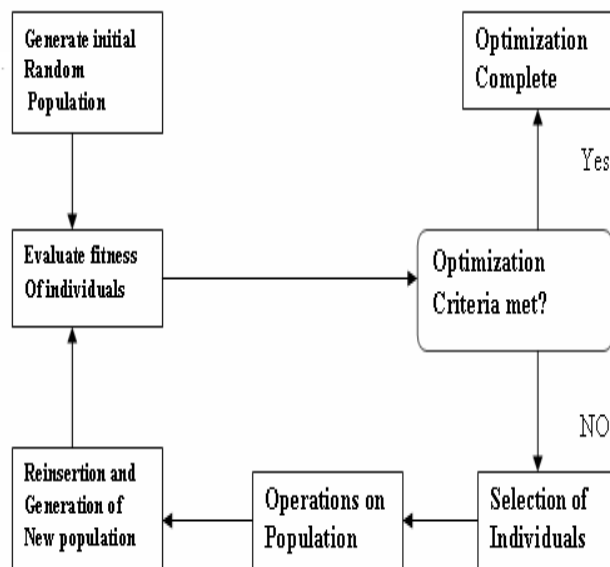 Generate initial
Random
Population
Optimization
Complete
Yes
Evaluate fitness
Of individuals
Optimization
Criteria met?
NO
Reinsertion and
Generation of
New population
Operations on
Population
Selection of
Individuals